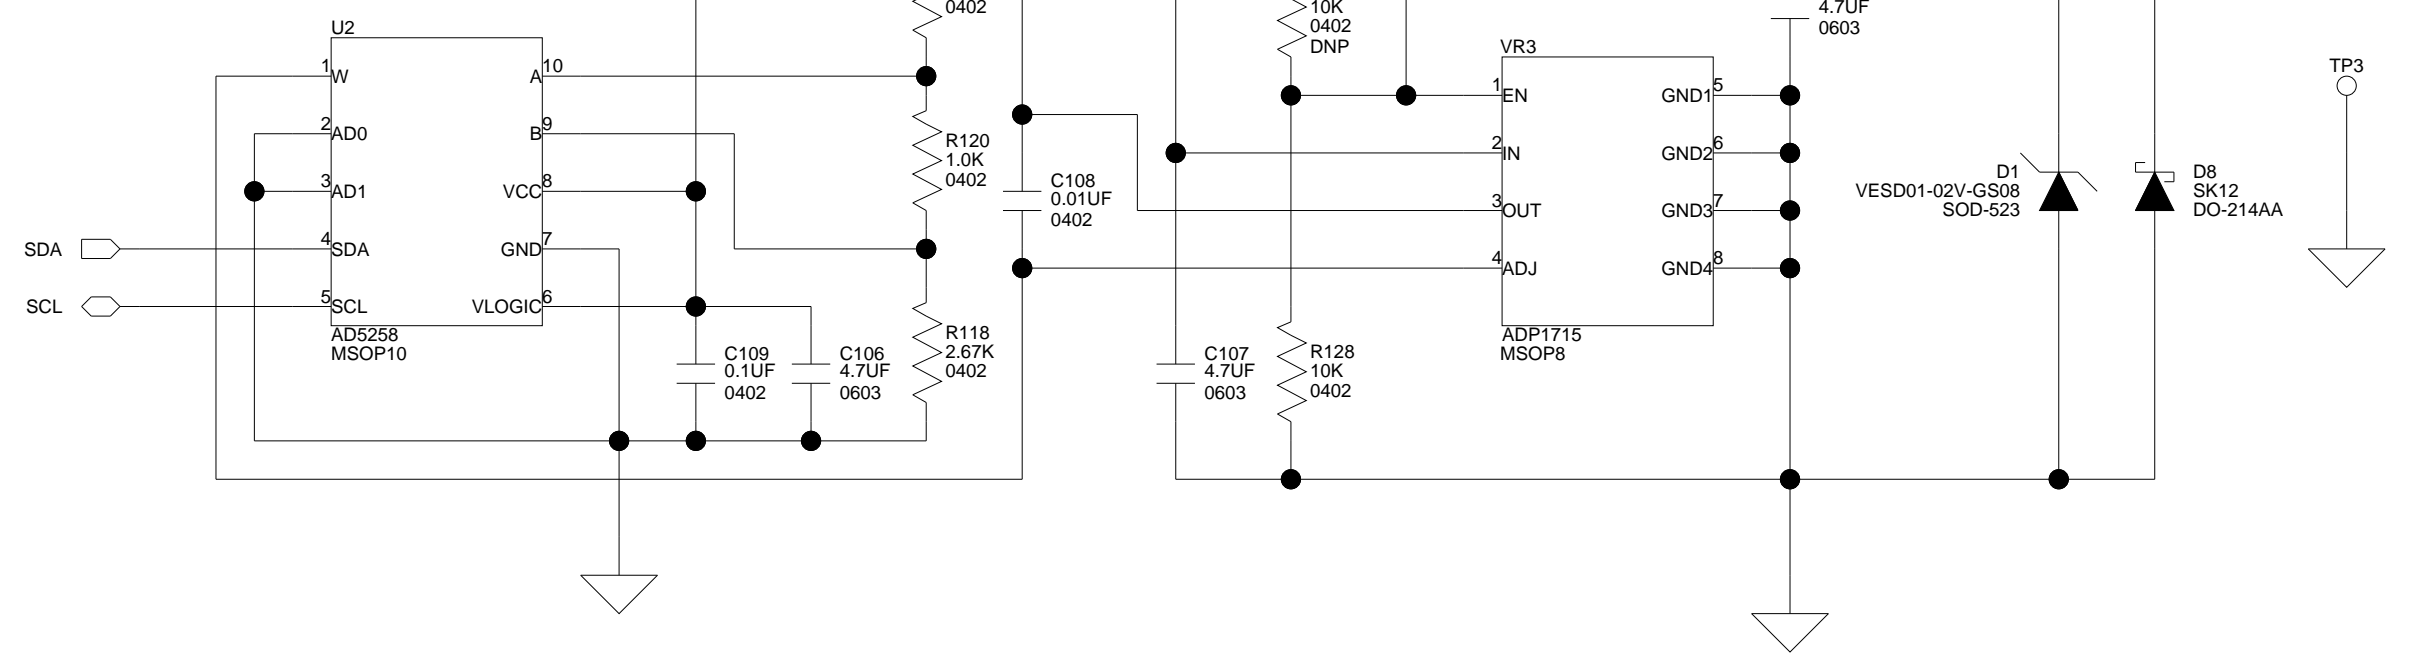 0402
10K
0402
DNP
4.7UF
0603
U2
1
W
2
AD0
3
AD1
4
SDA
5
SCL
A
10
B
9
VCC
8
GND
7
VLOGIC
6
AD5258
MSOP10
SDA
SCL
R120
1.0K
0402
R118
2.67K
0402
C109
0.1UF
0402
C106
4.7UF
0603
C108
0.01UF
0402
C107
4.7UF
0603
R128
10K
0402
VR3
1
EN
2
IN
3
OUT
4
ADJ
GND1
5
GND2
6
GND3
7
GND4
8
ADP1715
MSOP8
D1
VESD01-02V-GS08
SOD-523
D8
SK12
DO-214AA
TP3